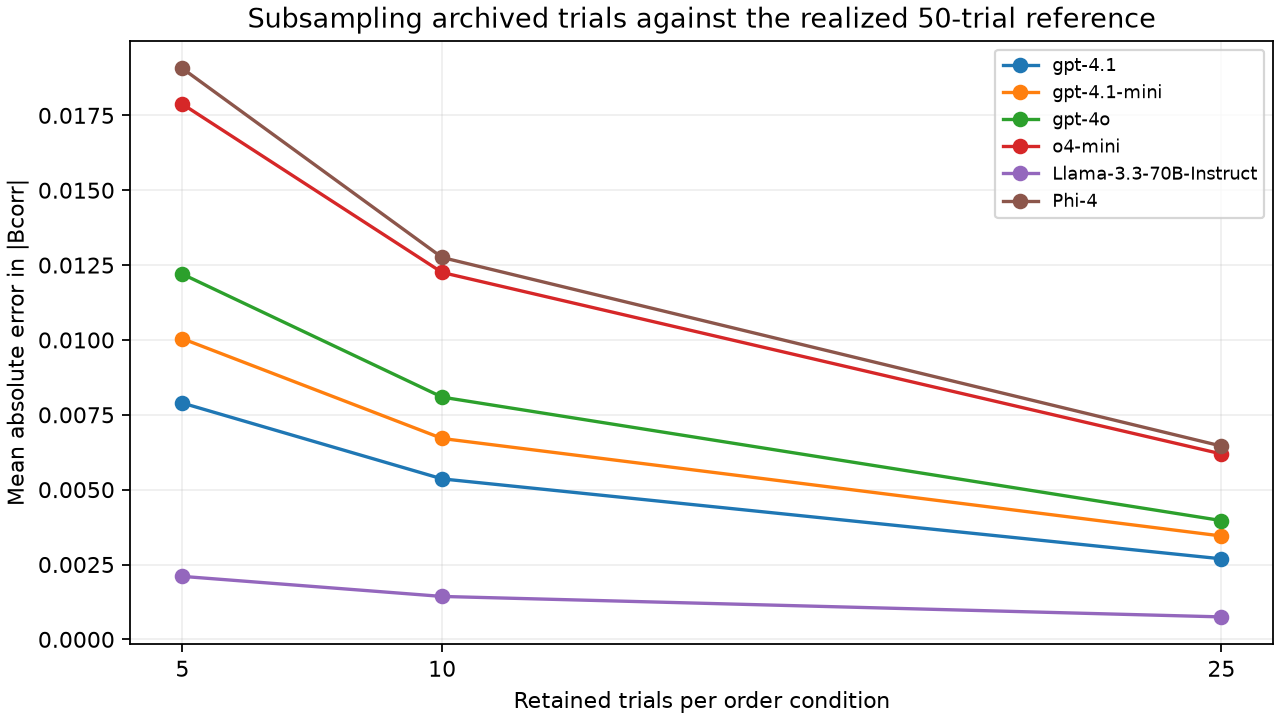 Subsampling archived trials against the realized 50-trial reference
Mean absolute error in |Bcorr|
0.0175
0.0150
0.0125
0.0100
0.0075
0.0050
0.0025
0.0000
gpt-4.1
gpt-4.1-mini
gpt-4o
o4-mini
Llama-3.3-70B-Instruct
Phi-4
5 10 25
Retained trials per order condition